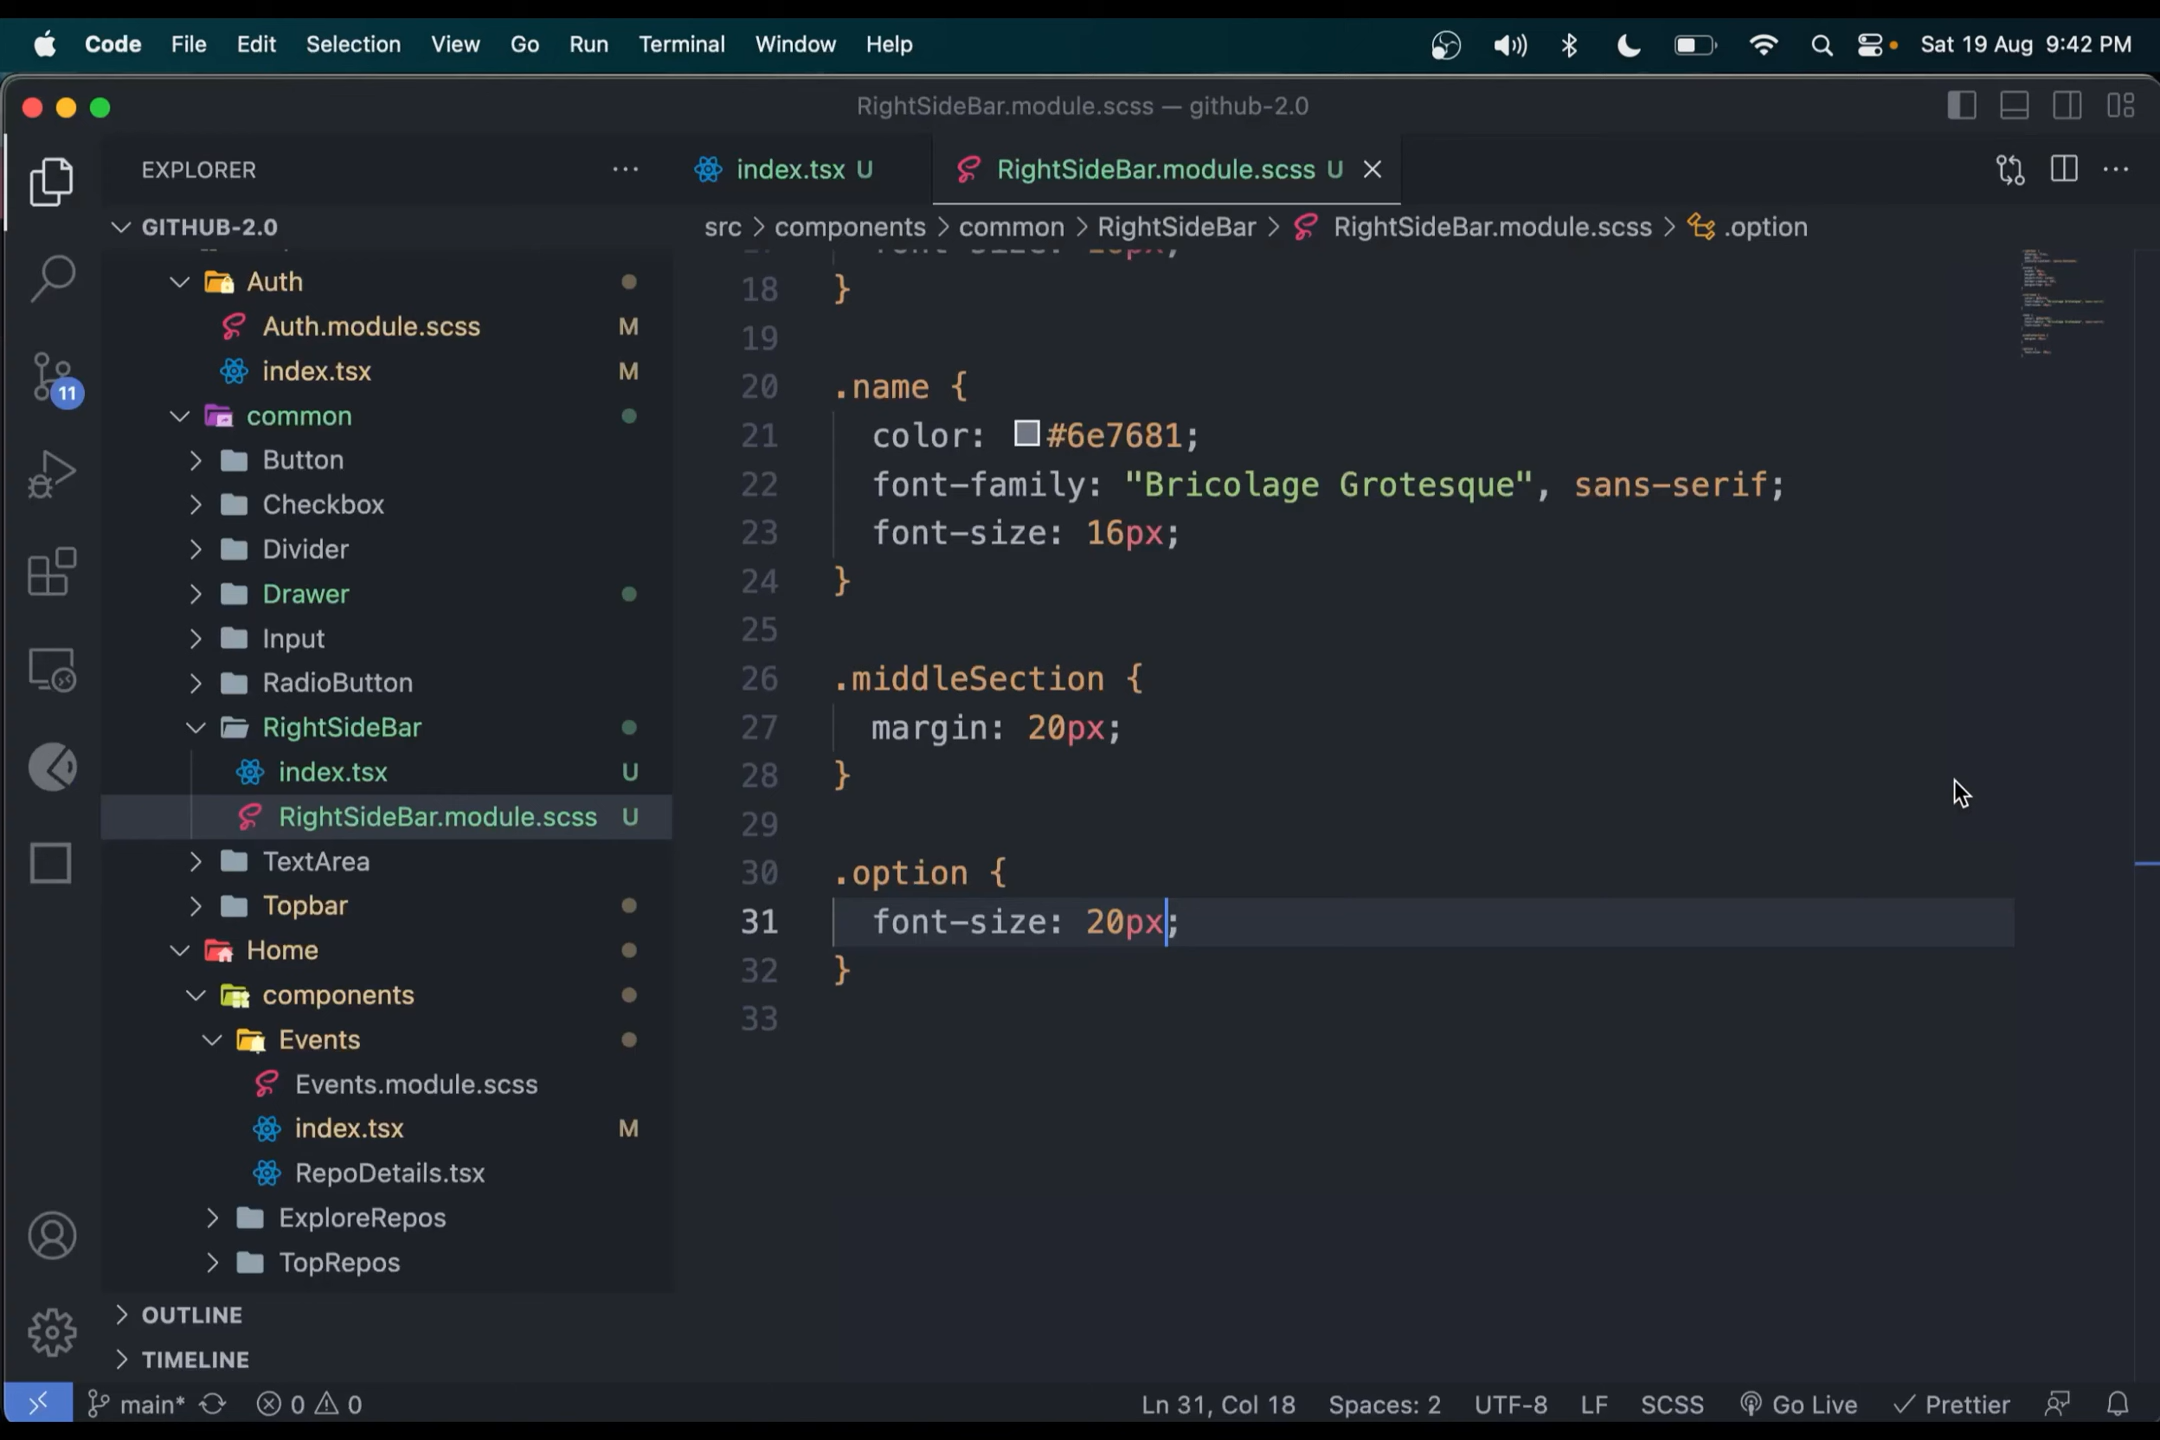 Code File Edit Selection View Go Run Terminal Window Help Sat 19 Aug 9:42 PM
RightSideBar.module.scss — github-2.0
EXPLORER
index.tsx U
RightSideBar.module.scss U
GITHUB-2.0
src > components > common > RightSideBar > RightSideBar.module.scss > .option
Auth
Auth.module.scss M
index.tsx M
common
Button
Checkbox
Divider
Drawer
Input
RadioButton
RightSideBar
index.tsx U
RightSideBar.module.scss U
TextArea
Topbar
Home
components
Events
Events.module.scss
index.tsx M
RepoDetails.tsx
ExploreRepos
TopRepos
OUTLINE
TIMELINE
11
18 }
19
20 .name {
21 color: #6e7681;
22 font-family: "Bricolage Grotesque", sans-serif;
23 font-size: 16px;
24 }
25
26 .middleSection {
27 margin: 20px;
28 }
29
30 .option {
31 font-size: 20px;
32 }
33
main* 0 0 Ln 31, Col 18 Spaces: 2 UTF-8 LF SCSS Go Live Prettier